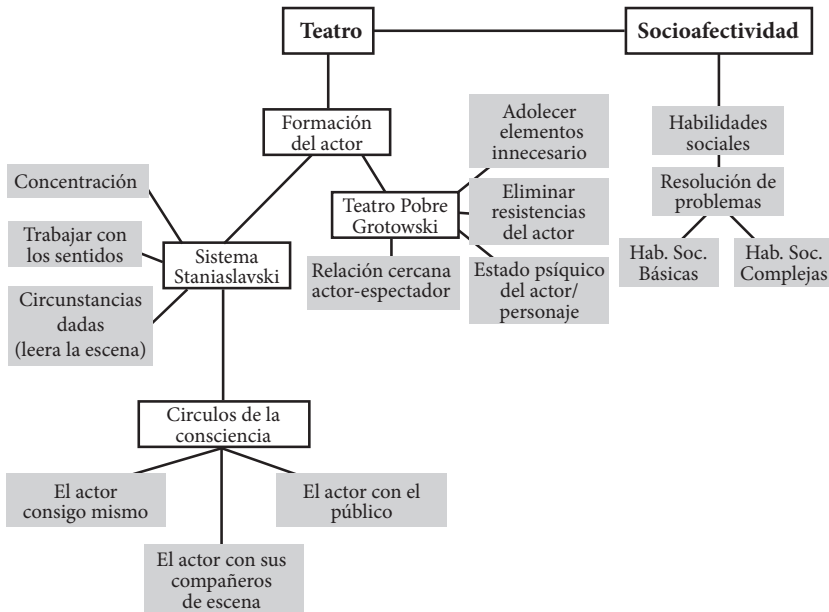 Teatro
Socioafectividad
Formación
del actor
Adolecer
elementos
innecesario
Habilidades
sociales
Concentración
Teatro Pobre
Grotowski
Eliminar
resistencias
del actor
Resolución de
problemas
Trabajar con
los sentidos
Sistema
Staniaslavski
Relación cercana
actor-espectador
Estado psíquico
del actor/
personaje
Hab. Soc.
Básicas
Hab. Soc.
Complejas
Circunstancias
dadas
(leera la escena)
Circulos de la
consciencia
El actor
consigo mismo
El actor con el
público
El actor con sus
compañeros
de escena